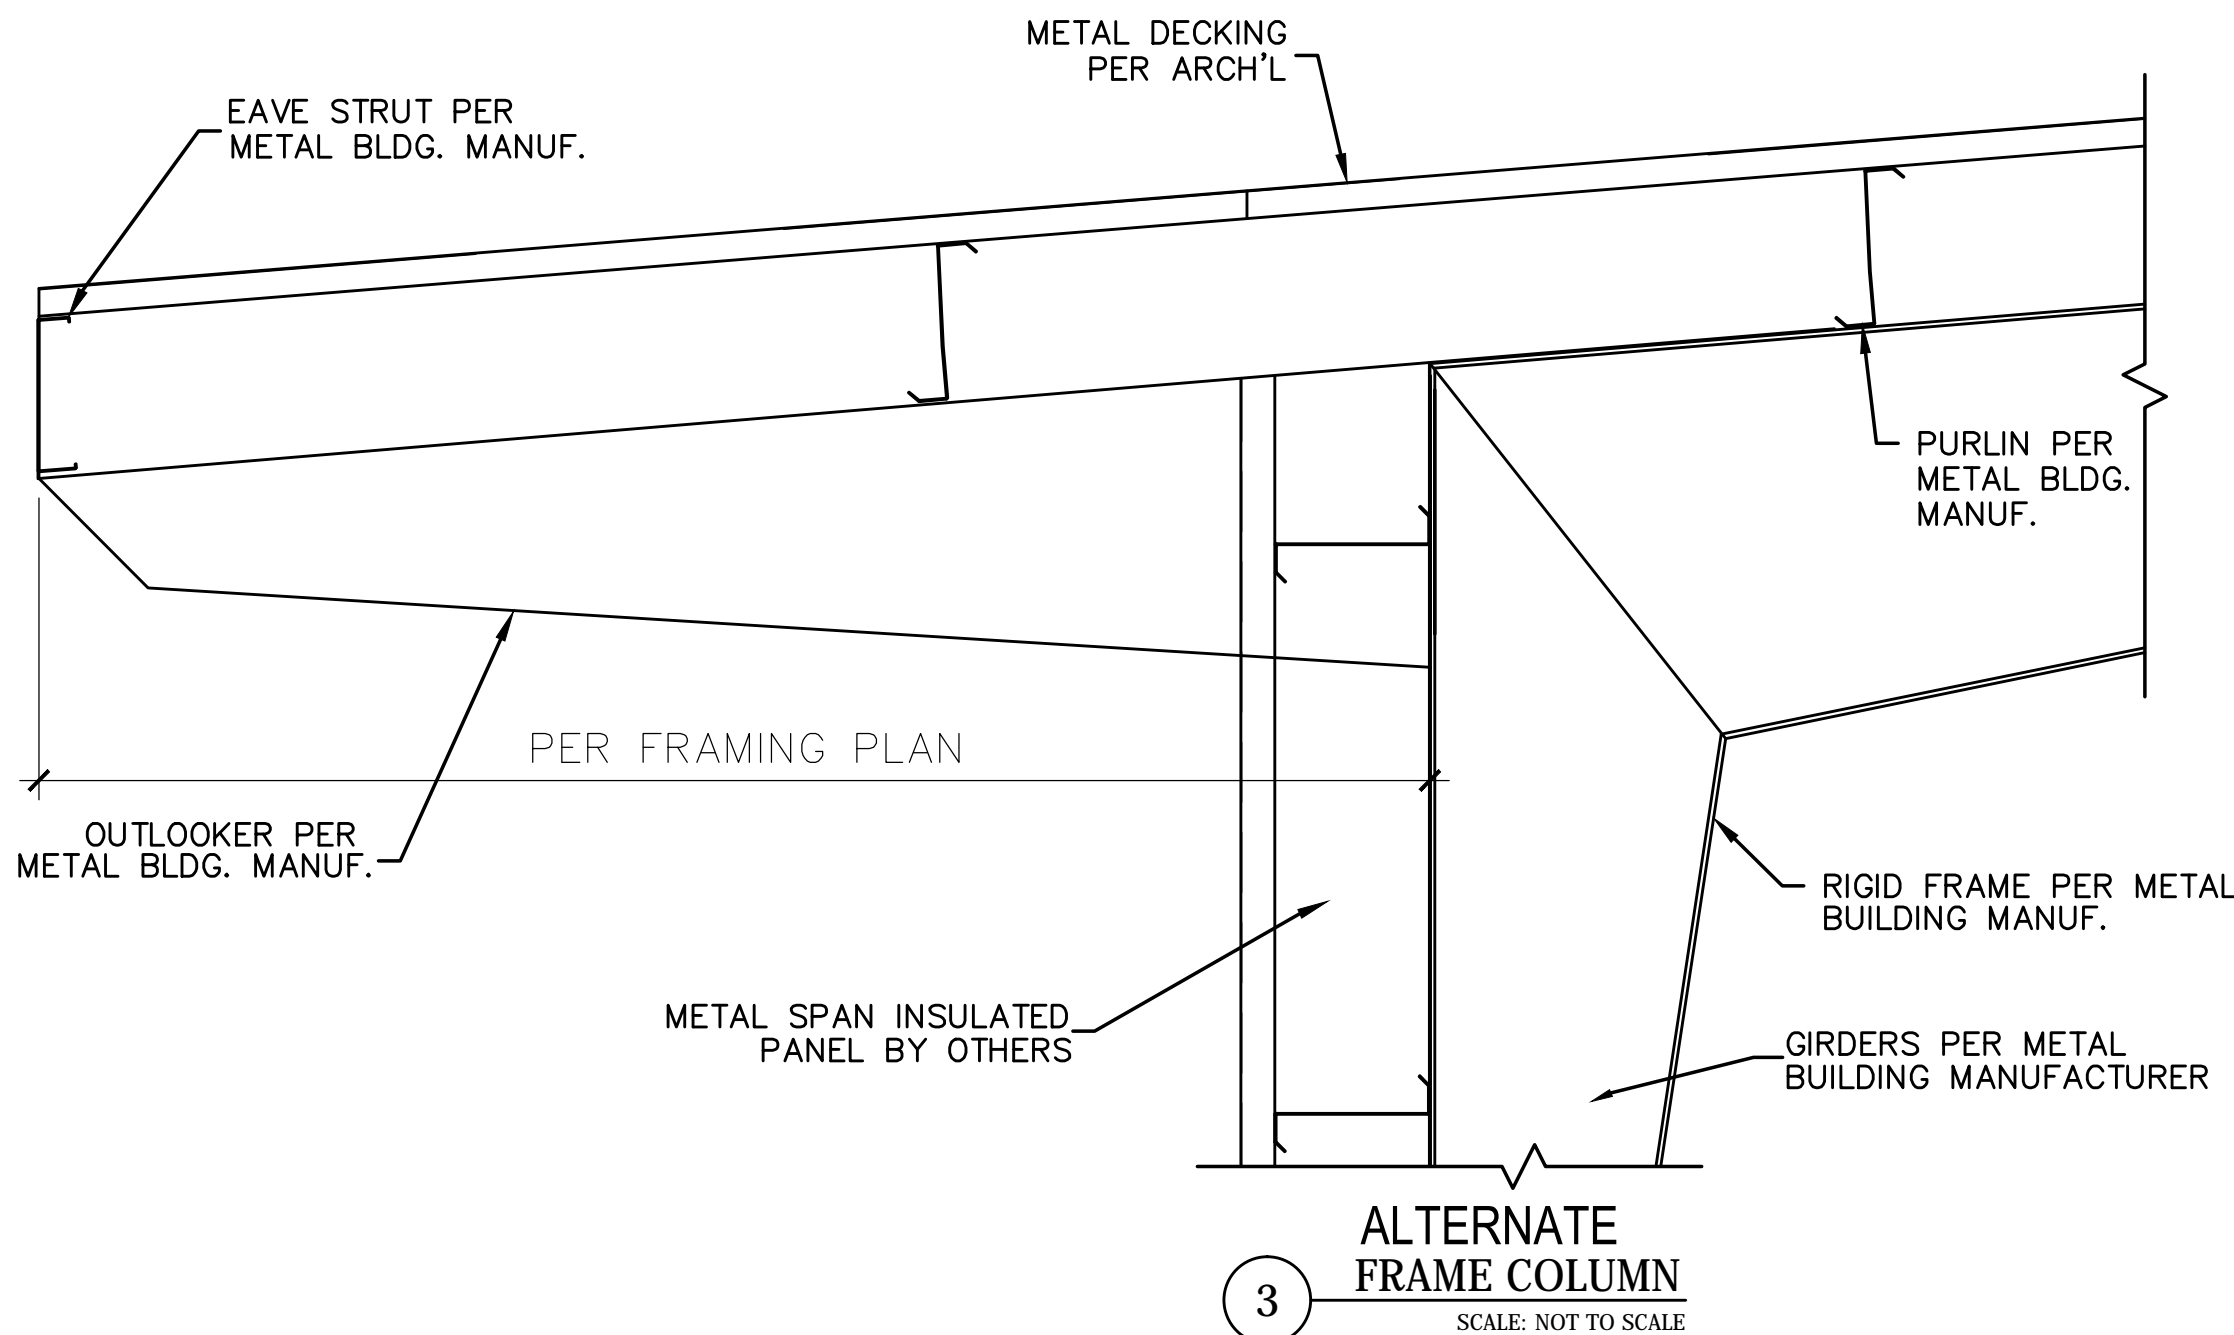 METAL DECKING
PER ARCH'L
EAVE STRUT PER
METAL BLDG. MANUF.
PURLIN PER
METAL BLDG.
MANUF.
PER FRAMING PLAN
OUTLOOKER PER
METAL BLDG. MANUF.
RIGID FRAME PER METAL
BUILDING MANUF.
METAL SPAN INSULATED
PANEL BY OTHERS
GIRDERS PER METAL
BUILDING MANUFACTURER
ALTERNATE
FRAME COLUMN
3
SCALE: NOT TO SCALE